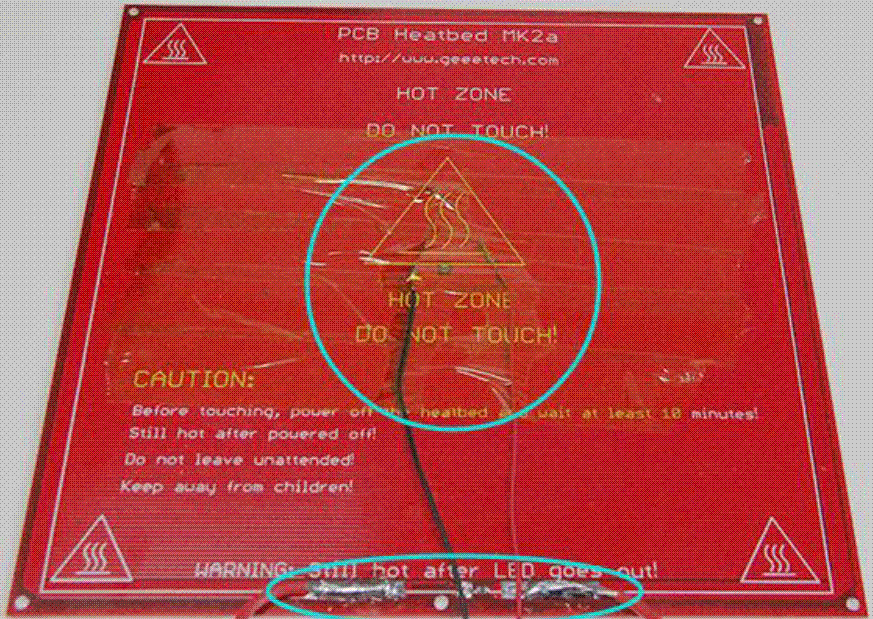 PCB Heatbed MK2a
http://www.geeetech.com
HOT ZONE
DO NOT TOUCH!
HOT ZONE
DO NOT TOUCH!
CAUTION:
Before touching, power off the heatbed and wait at least 10 minutes!
Still hot after powered off!
Do not leave unattended!
Keep away from children!
WARNING: Still hot after LED goes out!